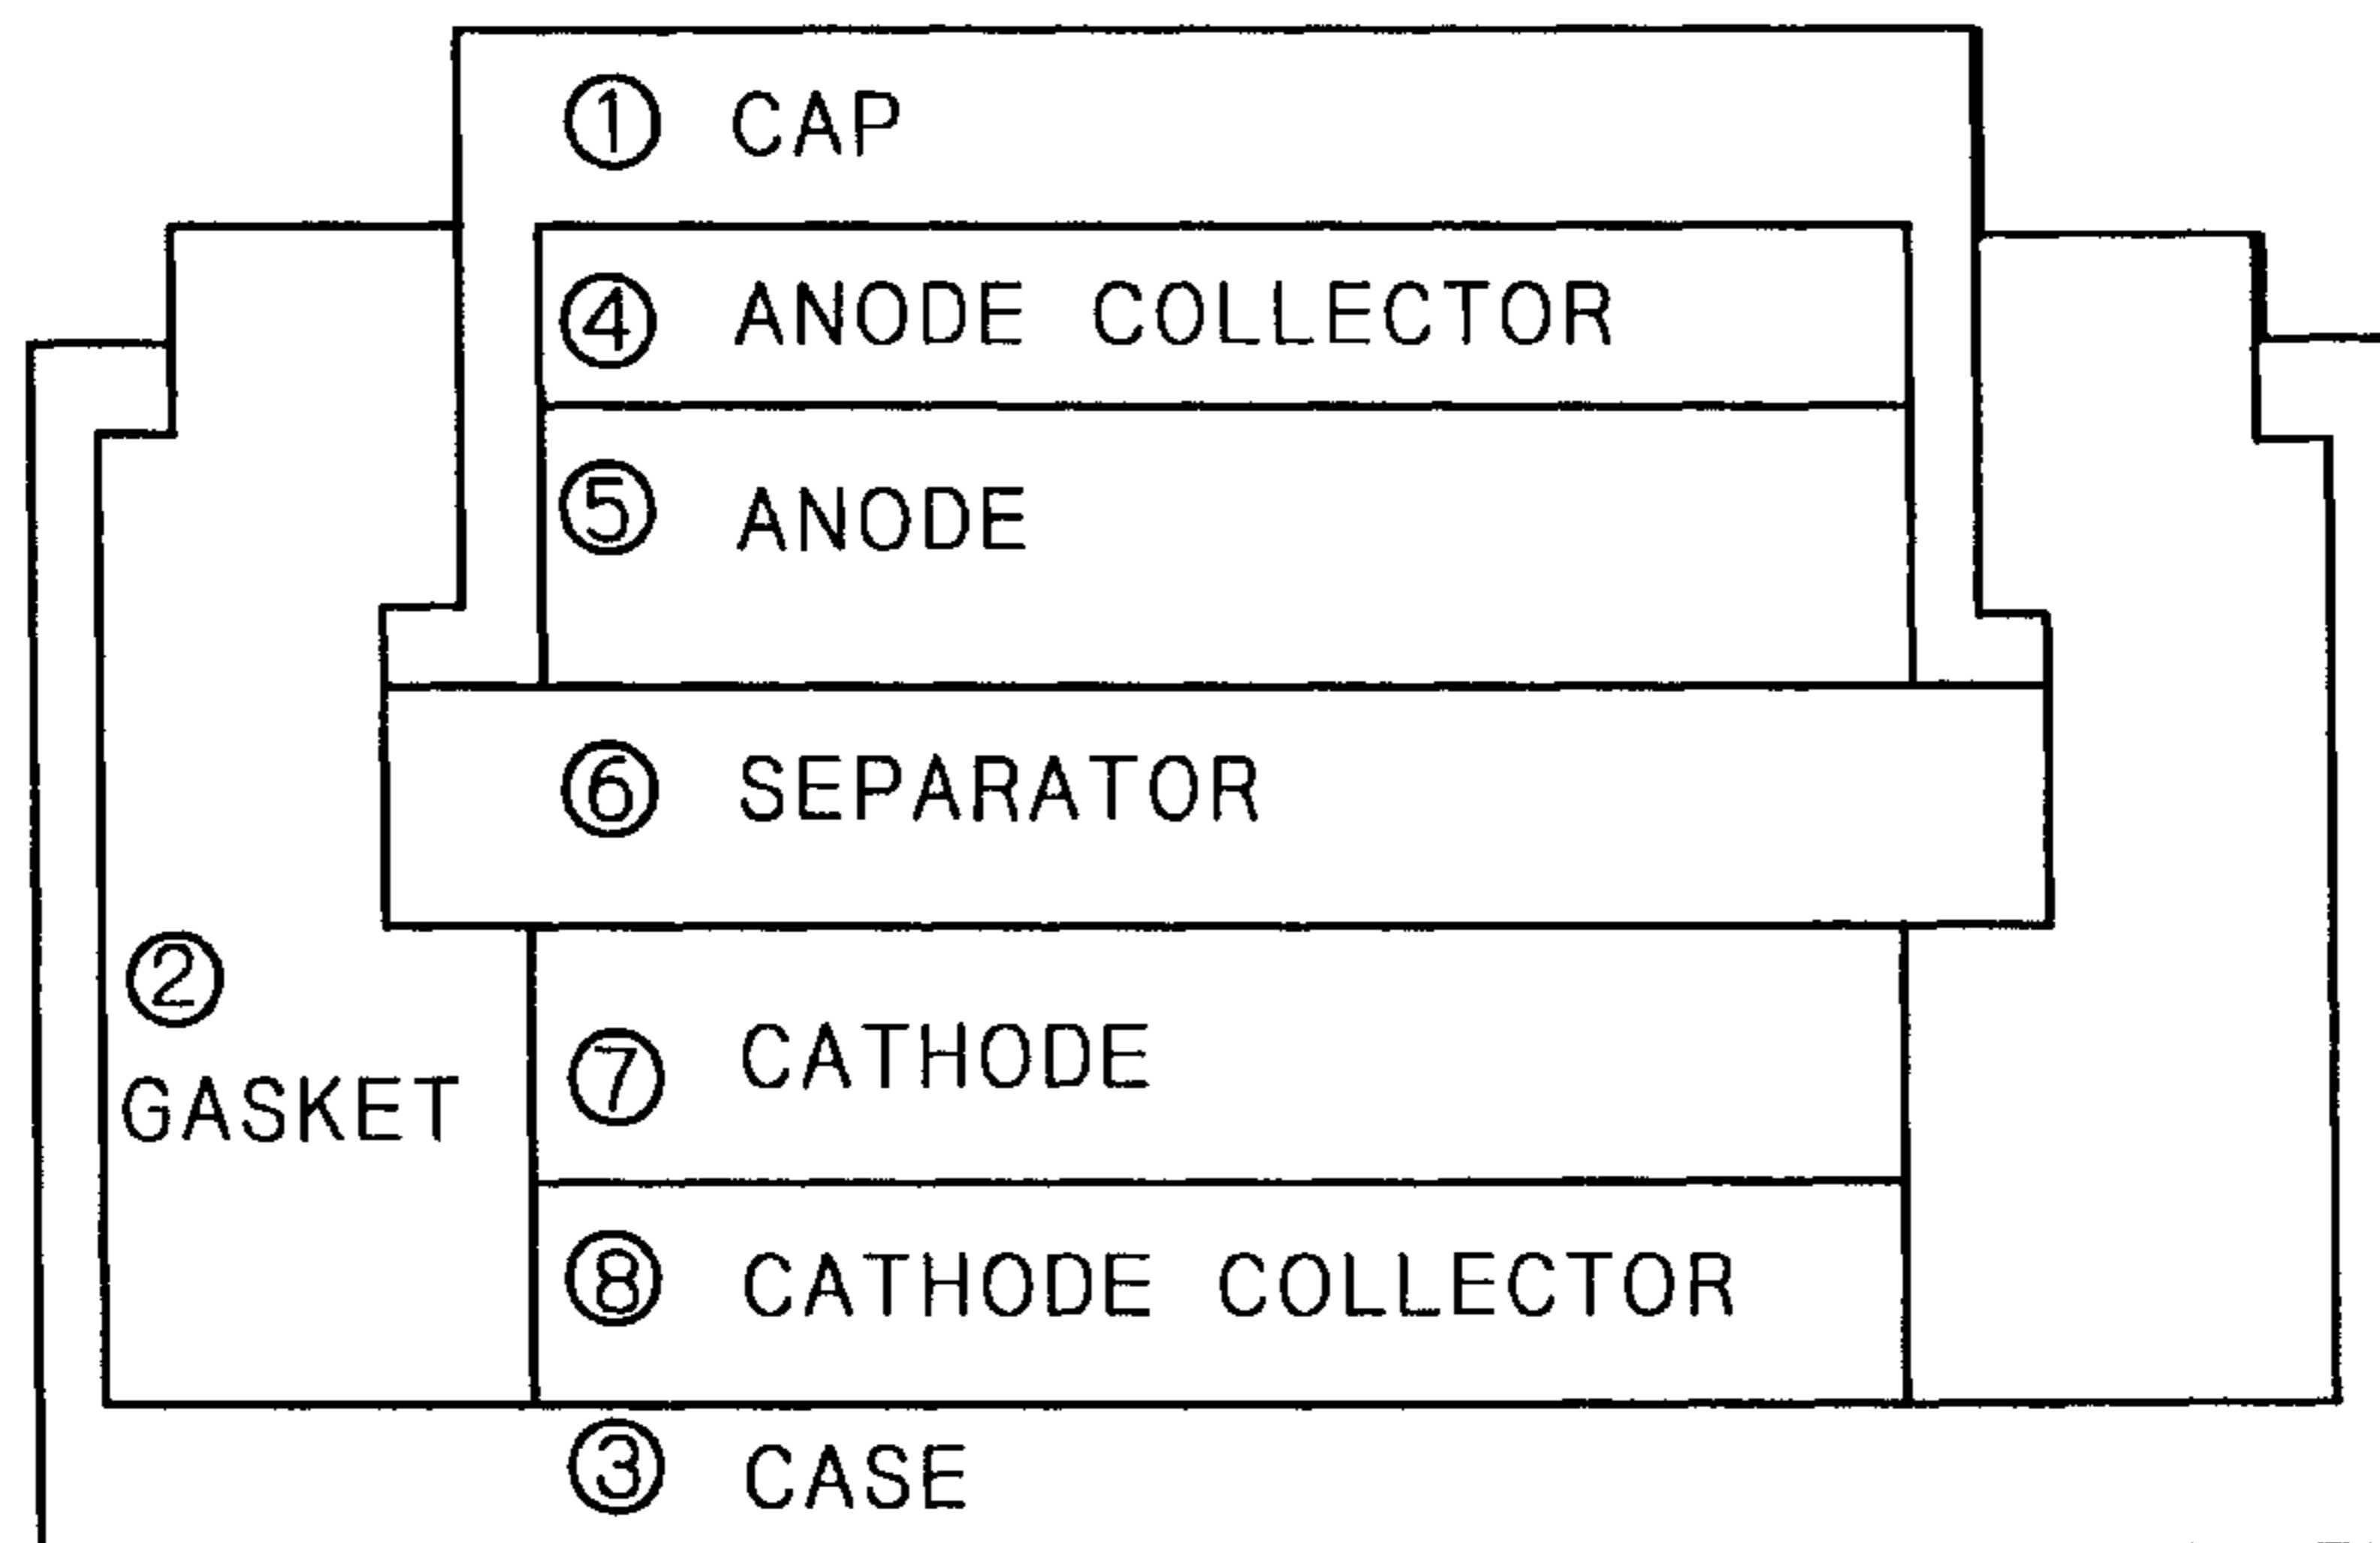 ① CAP
④ ANODE COLLECTOR
⑤ ANODE
⑥ SEPARATOR
②
GASKET
⑦ CATHODE
⑧ CATHODE COLLECTOR
③ CASE